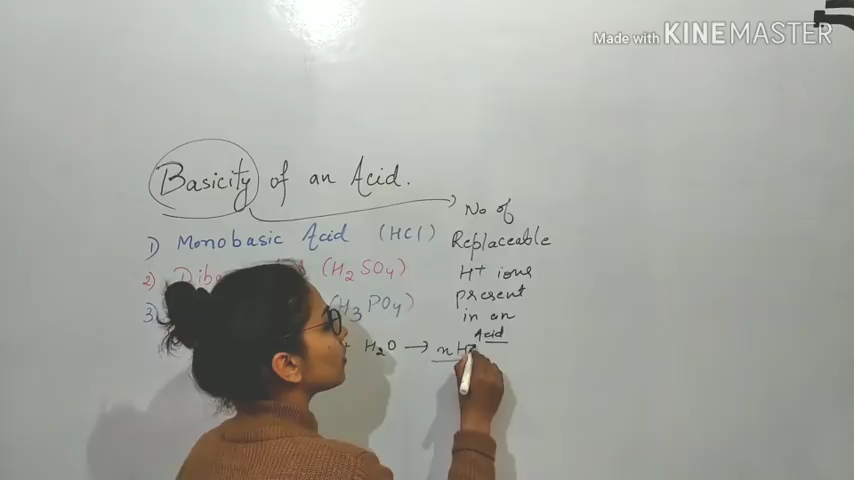 Made with KINEMASTER
Basicity of an Acid.
No of
Replaceable
H+ ions
present
in an
Acid
1) Monobasic Acid (HCl)
2) (H2SO4)
3) (H3PO4)
+ H2O → nH